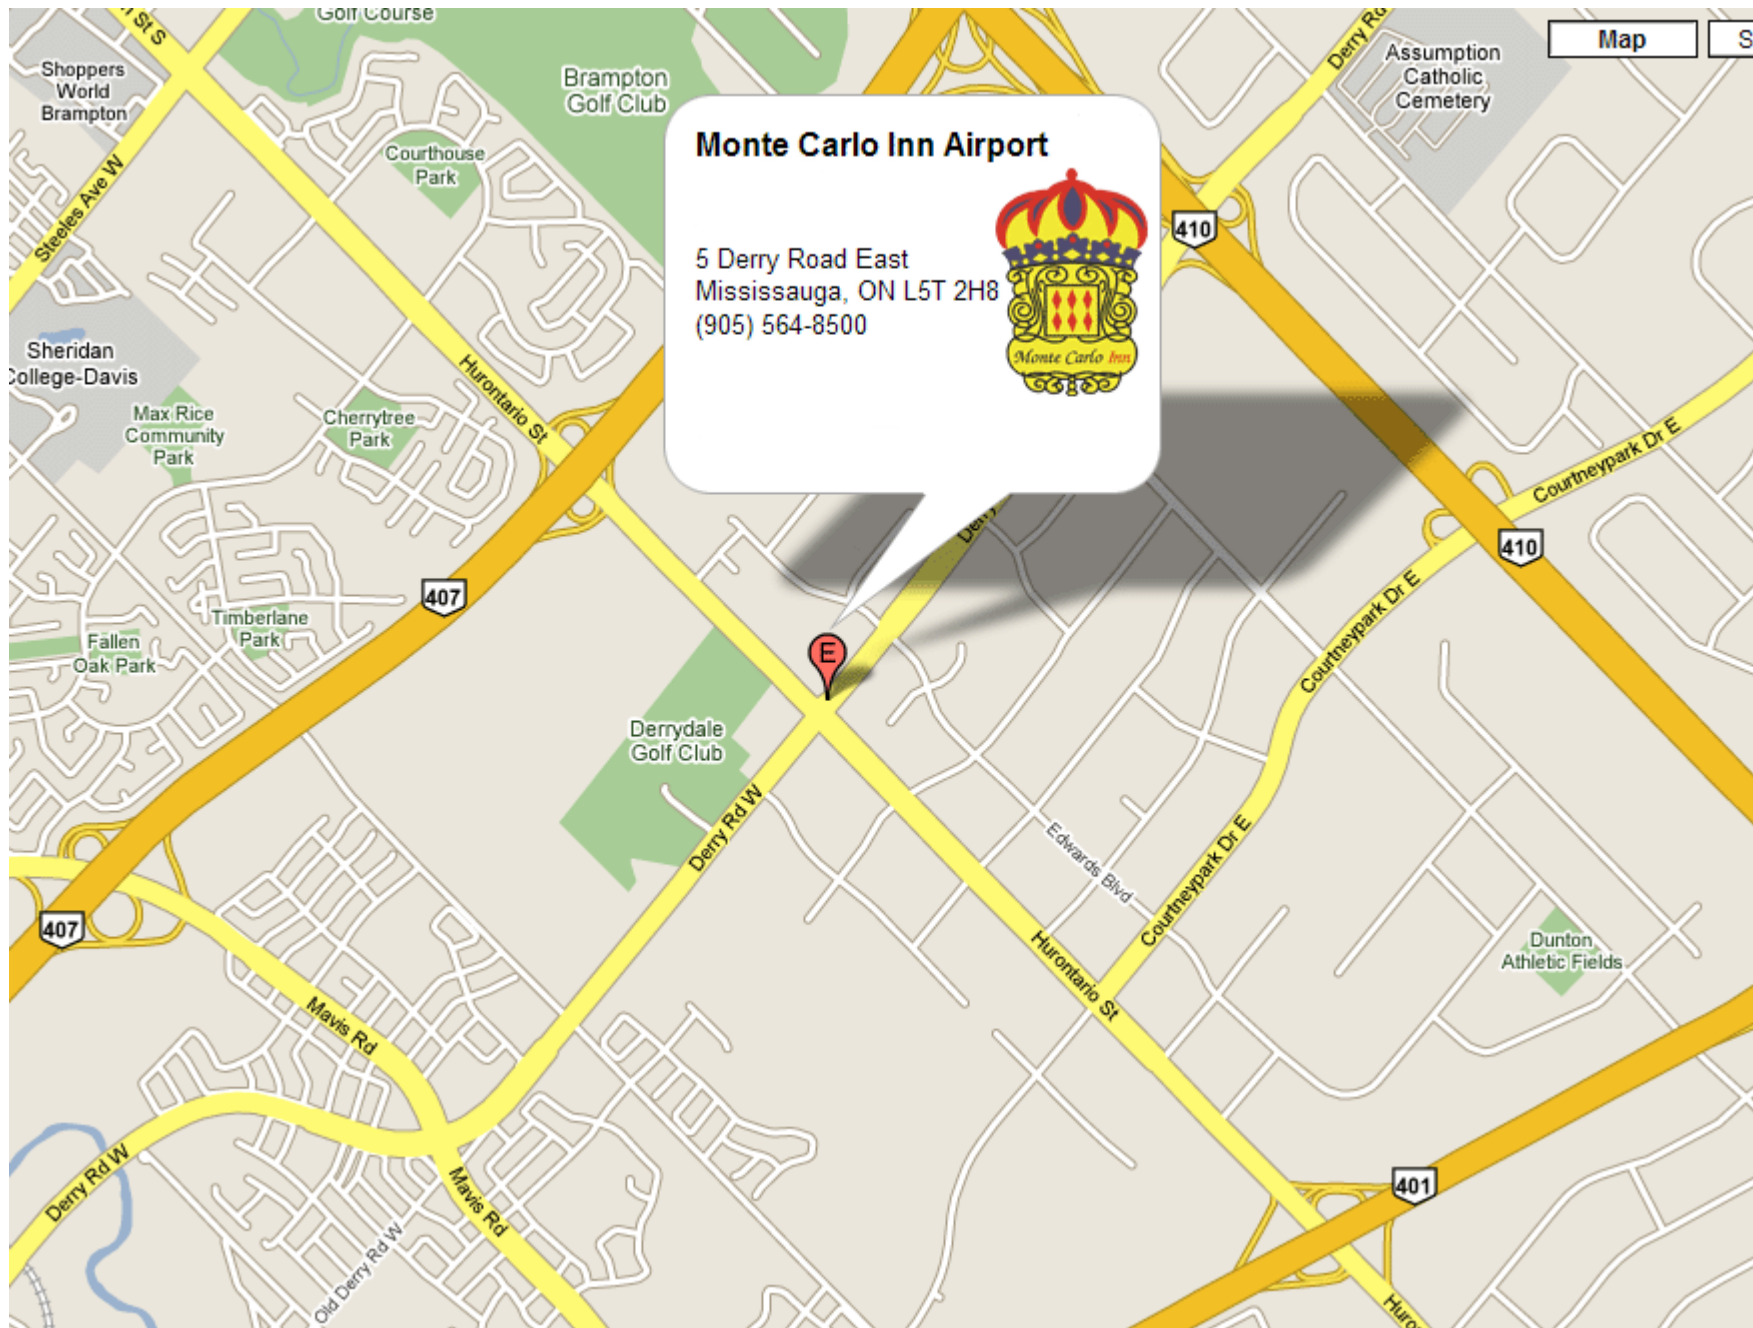 Golf Course
St S
Shoppers
World
Brampton
Brampton
Golf Club
Derry Rd
Assumption
Catholic
Cemetery
Map
S
Courthouse
Park
Steeles Ave W
Monte Carlo Inn Airport
5 Derry Road East
Mississauga, ON L5T 2H8
(905) 564-8500
Monte Carlo Inn
410
Sheridan
College-Davis
Max Rice
Community
Park
Cherrytree
Park
Hurontario St
Courtneypark Dr E
410
Derry
407
Timberlane
Park
Fallen
Oak Park
E
Courtneypark Dr E
Derrydale
Golf Club
Derry Rd W
Edwards Blvd
Courtneypark Dr E
407
Dunton
Athletic Fields
Hurontario St
Mavis Rd
Derry Rd W
Mavis Rd
401
Old Derry Rd W
Huro